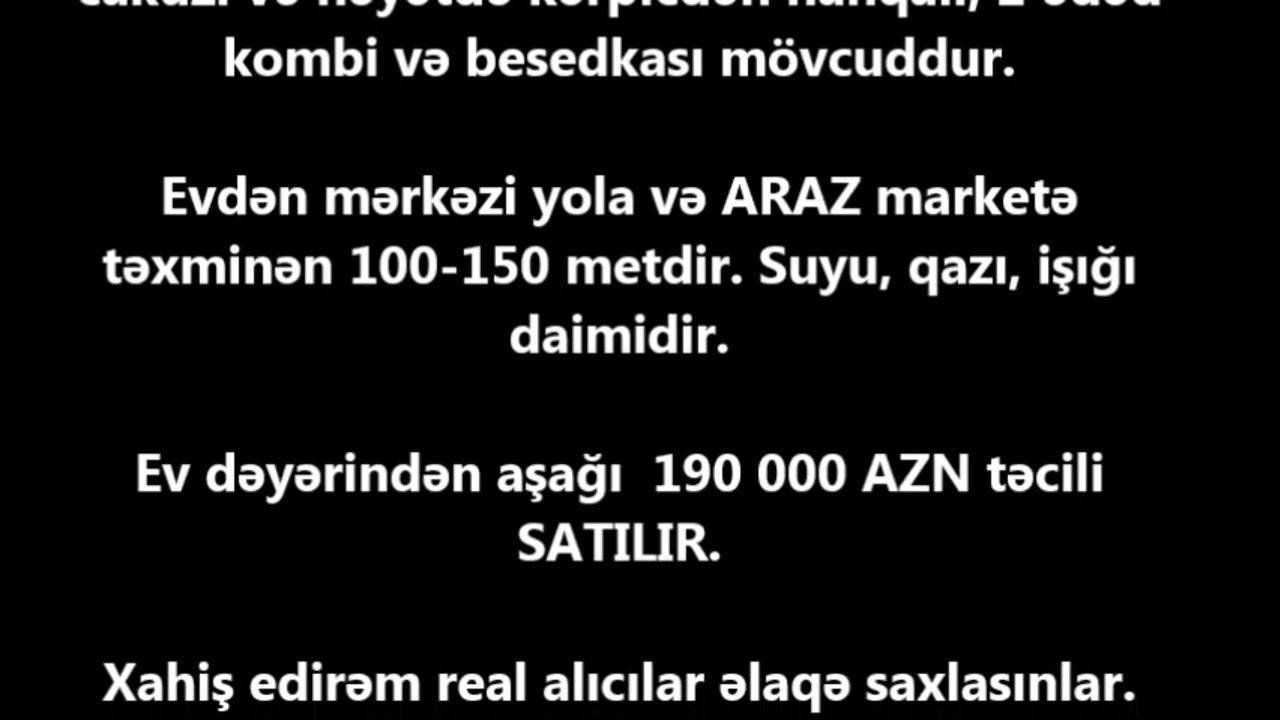 kombi və besedkası mövcuddur.
Evdən mərkəzi yola və ARAZ marketə
təxminən 100-150 metdir. Suyu, qazı, işığı
daimidir.
Ev dəyərindən aşağı  190 000 AZN təcili
SATILIR.
Xahiş edirəm real alıcılar əlaqə saxlasınlar.